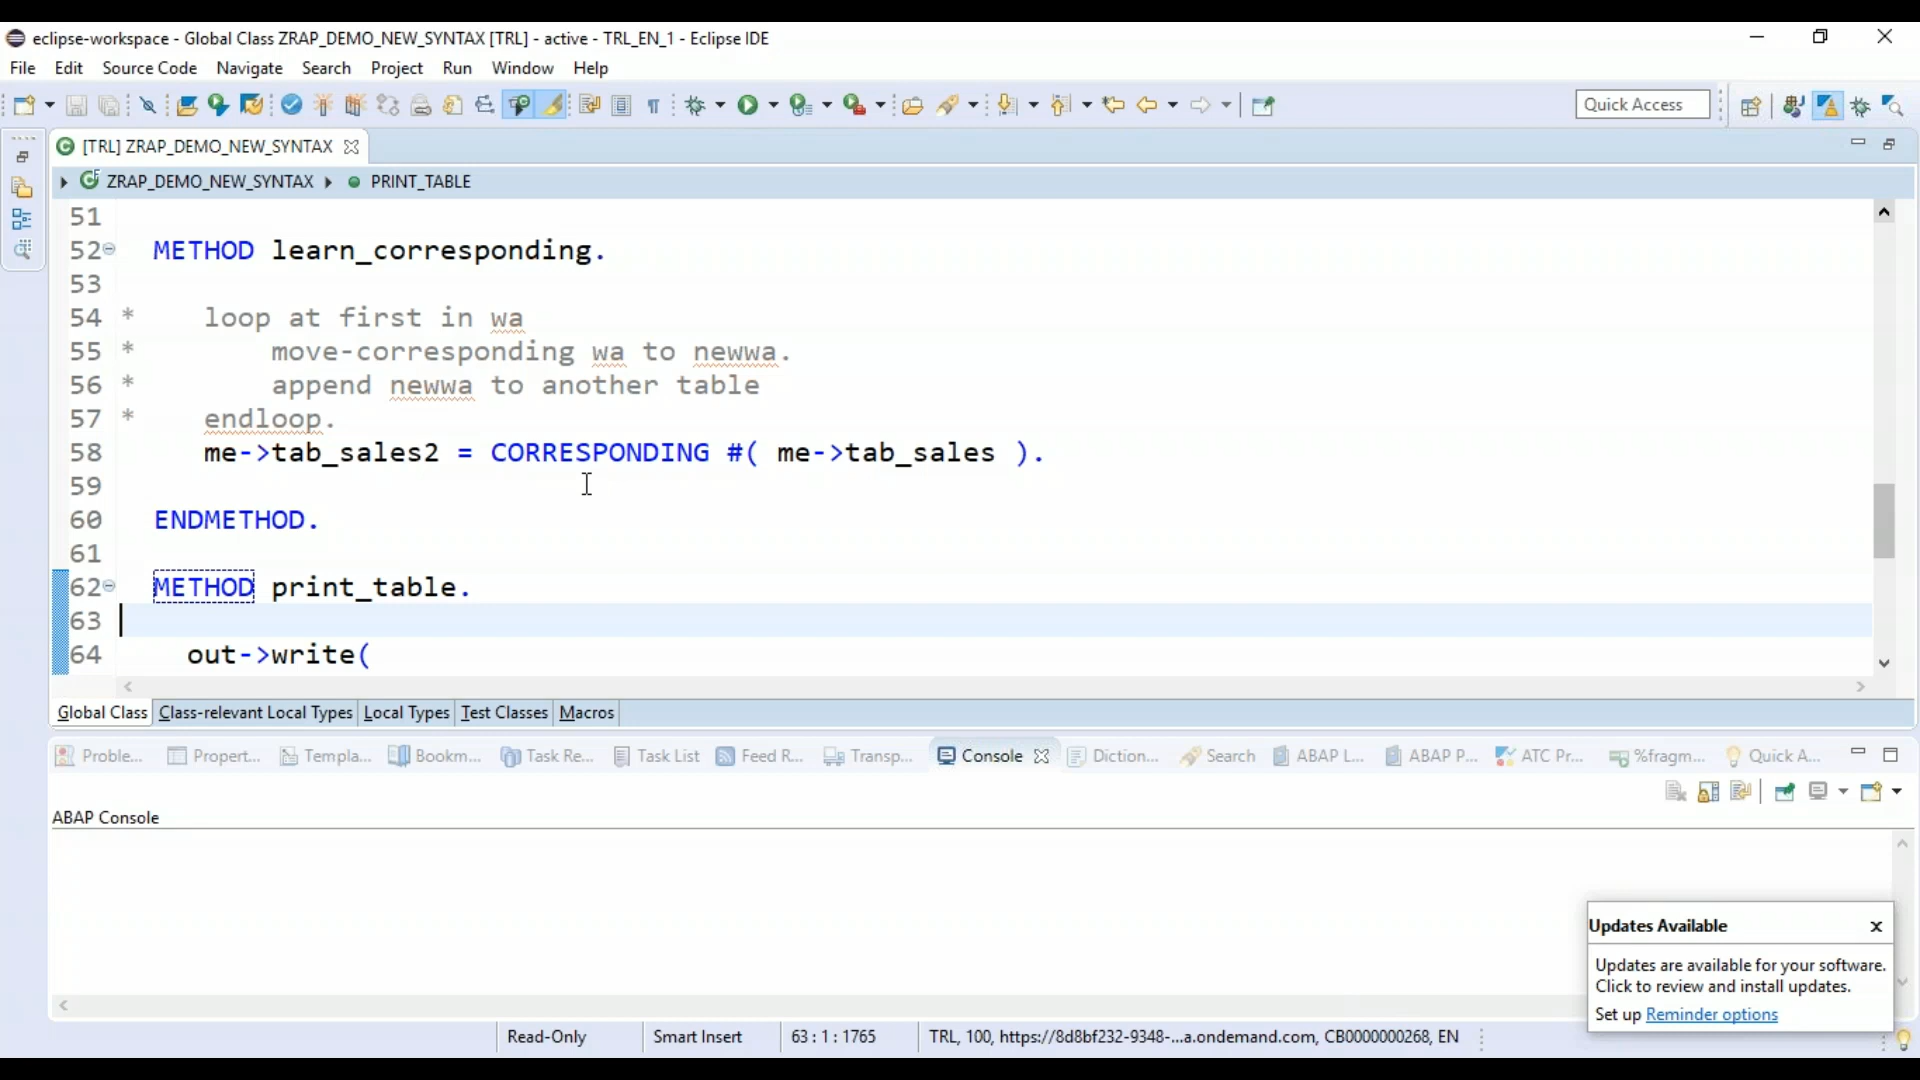 eclipse-workspace - Global Class ZRAP_DEMO_NEW_SYNTAX [TRL] - active - TRL_EN_1 - Eclipse IDE
File Edit Source Code Navigate Search Project Run Window Help
Quick Access
[TRL] ZRAP_DEMO_NEW_SYNTAX
ZRAP_DEMO_NEW_SYNTAX PRINT_TABLE
51
52 METHOD learn_corresponding.
53
54 * loop at first in wa
55 * move-corresponding wa to newwa.
56 * append newwa to another table
57 * endloop.
58 me->tab_sales2 = CORRESPONDING #( me->tab_sales ).
59
60 ENDMETHOD.
61
62 METHOD print_table.
63
64 out->write(
Global Class Class-relevant Local Types Local Types Test Classes Macros
Proble... Propert... Templa... Bookm... Task Re... Task List Feed R... Transp... Console Diction... Search ABAP L... ABAP P... ATC Pr... %fragm... Quick A...
ABAP Console
Updates Available x
Updates are available for your software.
Click to review and install updates.
Set up Reminder options
Read-Only Smart Insert 63 : 1 : 1765 TRL, 100, https://8d8bf232-9348-...a.ondemand.com, CB0000000268, EN